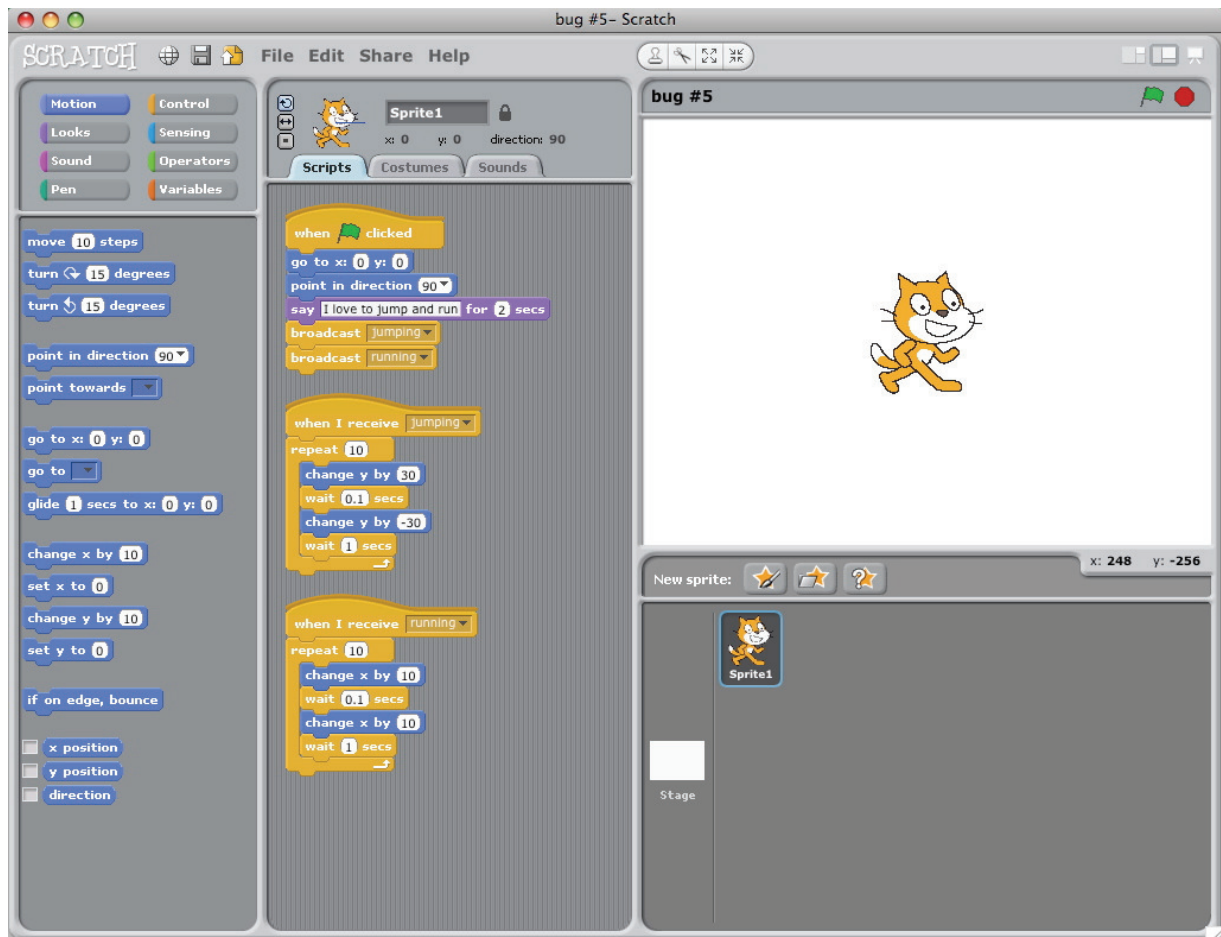 bug #5– Scratch
SCRATCH File Edit Share Help
Motion Control
Looks Sensing
Sound Operators
Pen Variables
move 10 steps
turn 15 degrees
turn 15 degrees
point in direction 90
point towards
go to x: 0 y: 0
go to
glide 1 secs to x: 0 y: 0
change x by 10
set x to 0
change y by 10
set y to 0
if on edge, bounce
x position
y position
direction
Sprite1
x: 0 y: 0 direction: 90
Scripts Costumes Sounds
when clicked
go to x: 0 y: 0
point in direction 90
say I love to jump and run for 2 secs
broadcast jumping
broadcast running
when I receive jumping
repeat 10
change y by 30
wait 0.1 secs
change y by -30
wait 1 secs
when I receive running
repeat 10
change x by 10
wait 0.1 secs
change x by 10
wait 1 secs
bug #5
x: 248 y: -256
New sprite:
Sprite1
Stage